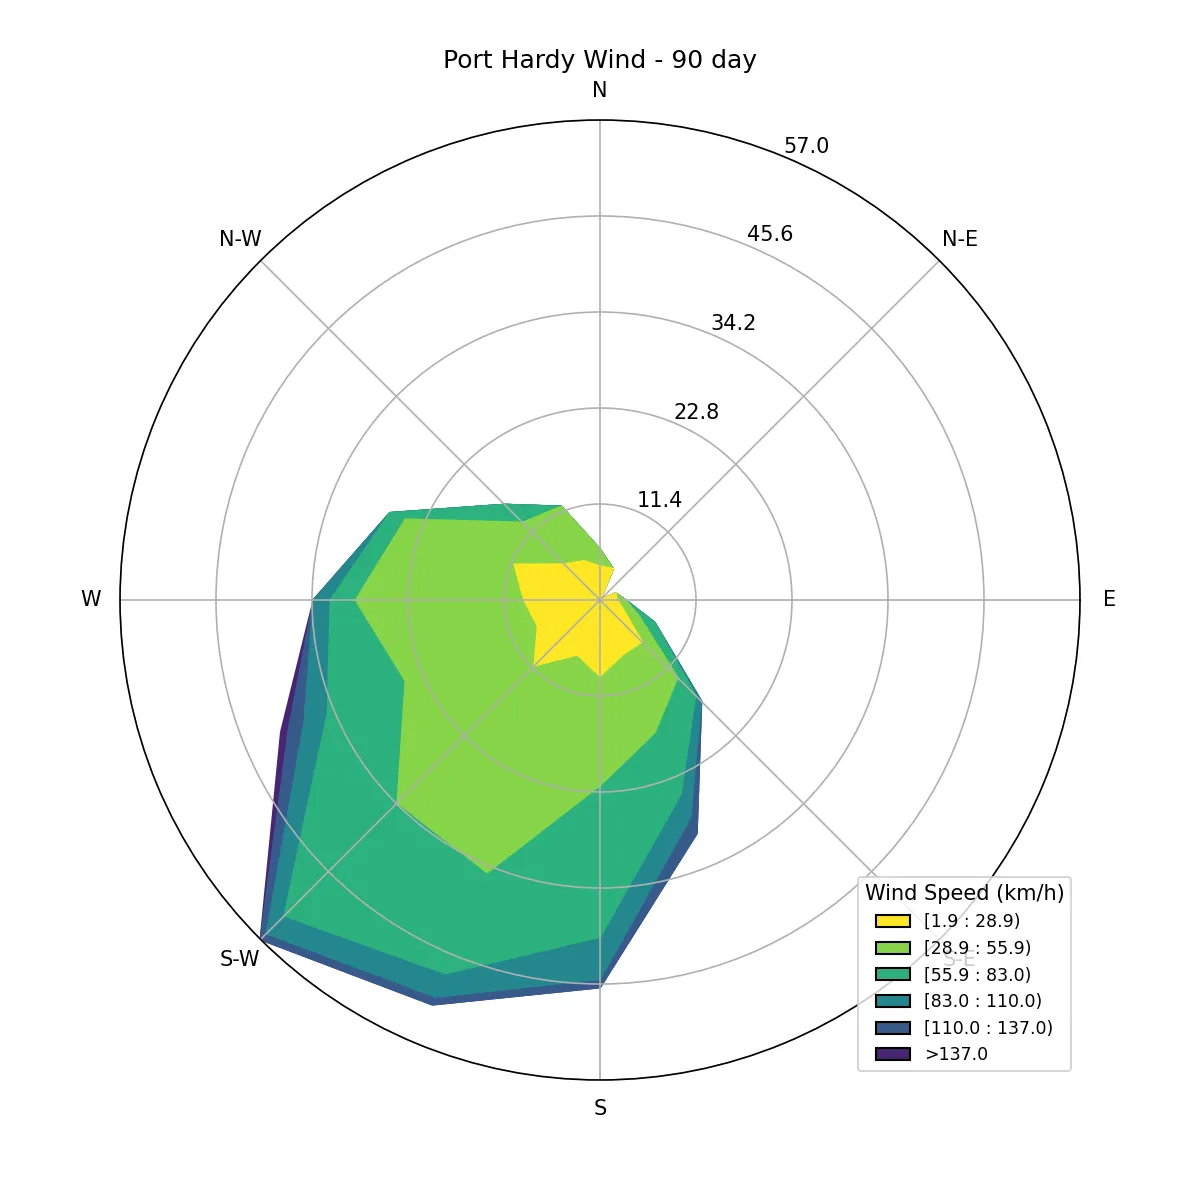 Port Hardy Wind - 90 day
N
57.0
N-W
45.6
N-E
34.2
22.8
11.4
W
E
Wind Speed (km/h)
[1.9 : 28.9)
[28.9 : 55.9)
S-W
S-E
[55.9 : 83.0)
[83.0 : 110.0)
[110.0 : 137.0)
>137.0
S